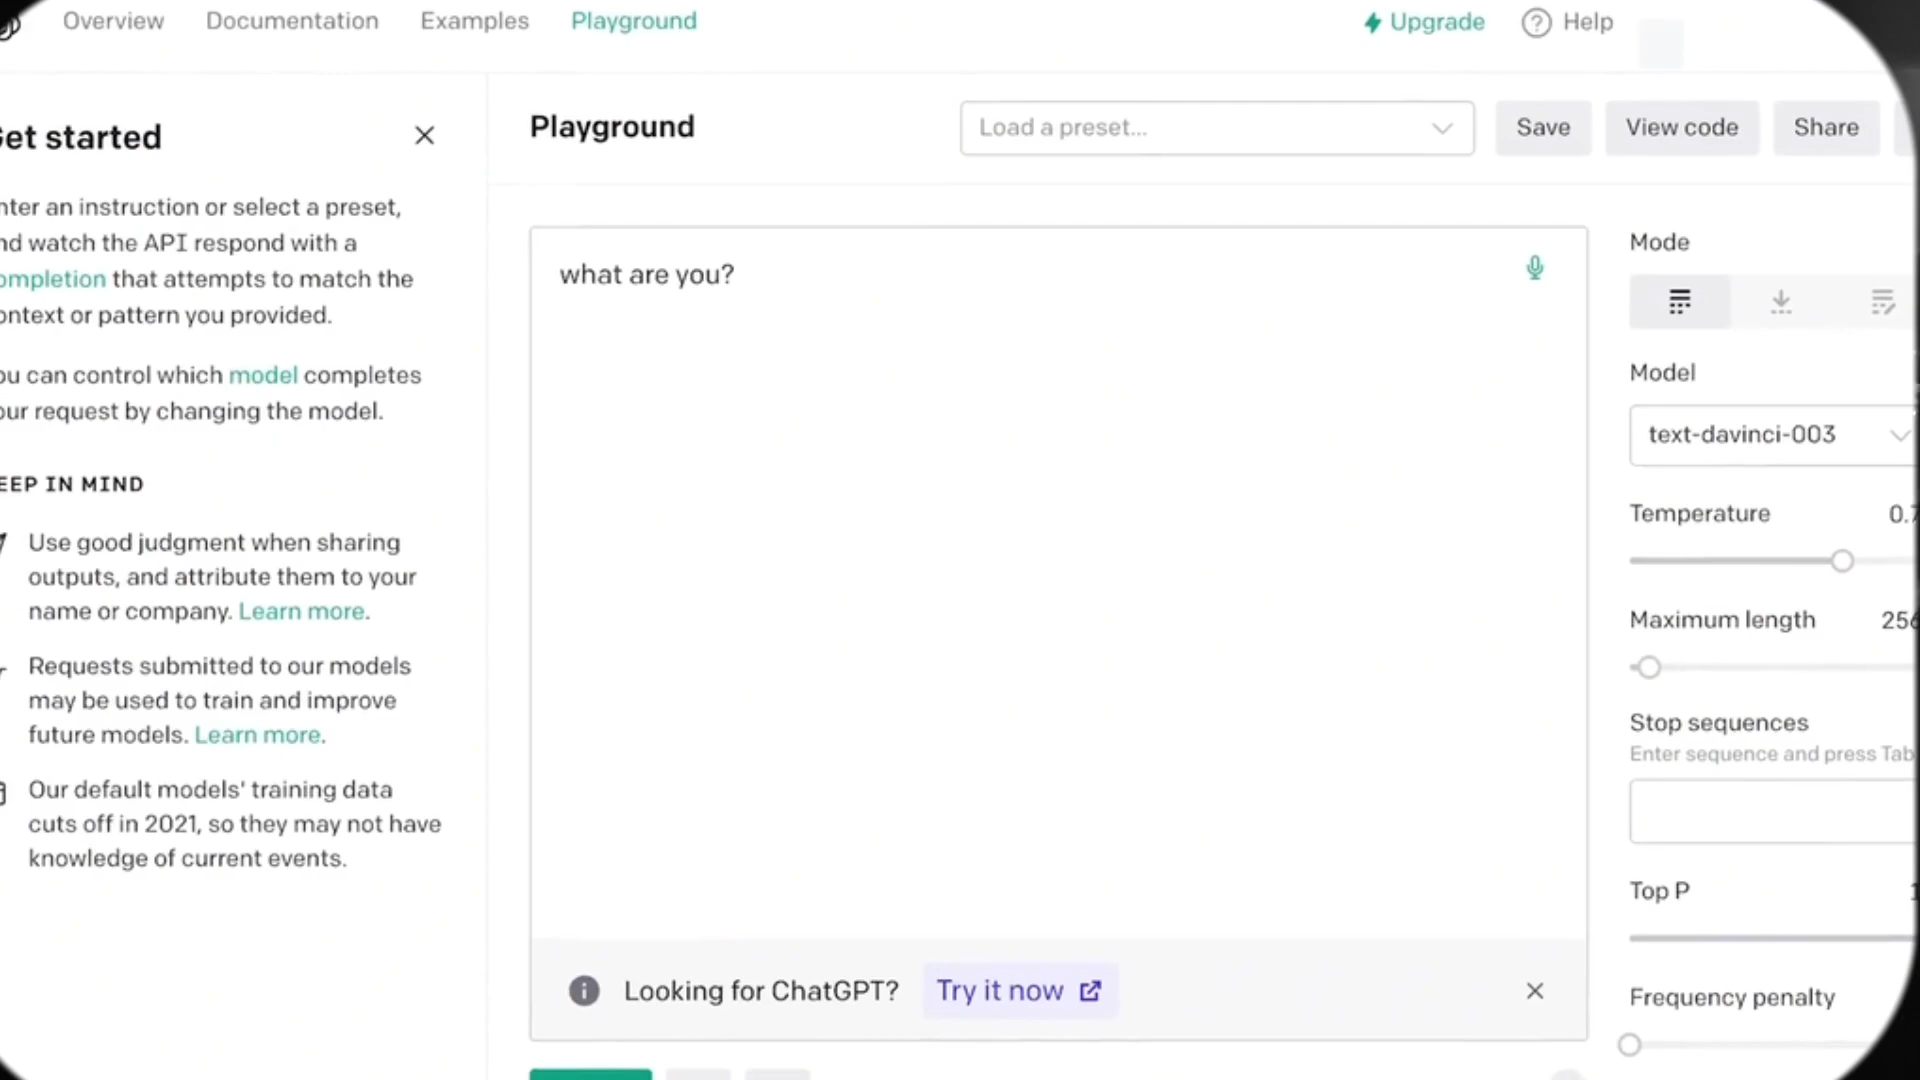 Overview Documentation Examples Playground Upgrade Help
et started
Playground
Load a preset...
Save
View code
Share
nter an instruction or select a preset,
nd watch the API respond with a
ompletion that attempts to match the
ontext or pattern you provided.
ou can control which model completes
our request by changing the model.
EEP IN MIND
Use good judgment when sharing
outputs, and attribute them to your
name or company. Learn more.
Requests submitted to our models
may be used to train and improve
future models. Learn more.
Our default models' training data
cuts off in 2021, so they may not have
knowledge of current events.
what are you?
Looking for ChatGPT? Try it now
Mode
Model
text-davinci-003
Temperature 0.7
Maximum length 256
Stop sequences
Enter sequence and press Tab
Top P 1
Frequency penalty